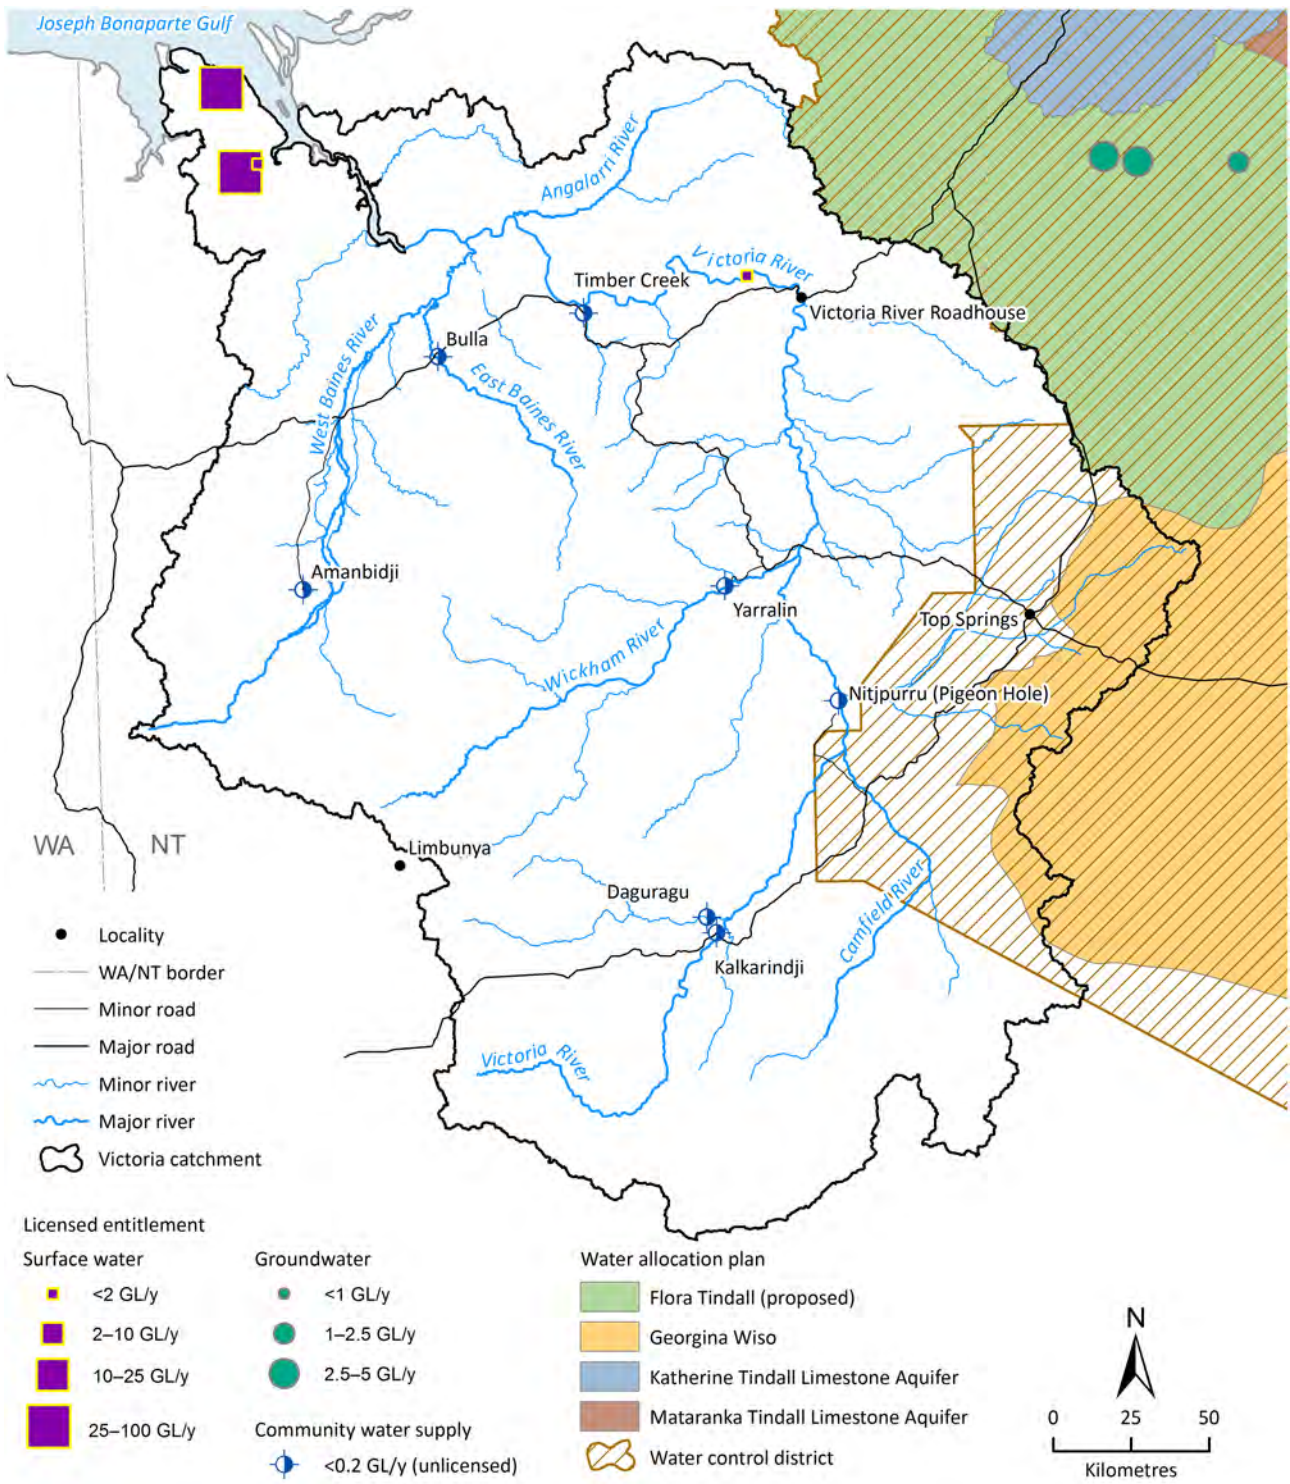 Joseph Bonaparte Gulf
Angalarri River
Victoria River
Timber Creek
Victoria River Roadhouse
Bulla
West Baines River
East Baines River
Amanbidji
Yarralin
Top Springs
Wickham River
Nitjpurru (Pigeon Hole)
WA
NT
Limbunya
Daguragu
Camfield River
Kalkarindji
Victoria River
Locality
WA/NT border
Minor road
Major road
Minor river
Major river
Victoria catchment
Licensed entitlement
Surface water
<2 GL/y
2–10 GL/y
10–25 GL/y
25–100 GL/y
Groundwater
<1 GL/y
1–2.5 GL/y
2.5–5 GL/y
Community water supply
<0.2 GL/y (unlicensed)
Water allocation plan
Flora Tindall (proposed)
Georgina Wiso
Katherine Tindall Limestone Aquifer
Mataranka Tindall Limestone Aquifer
Water control district
N
0 25 50
Kilometres